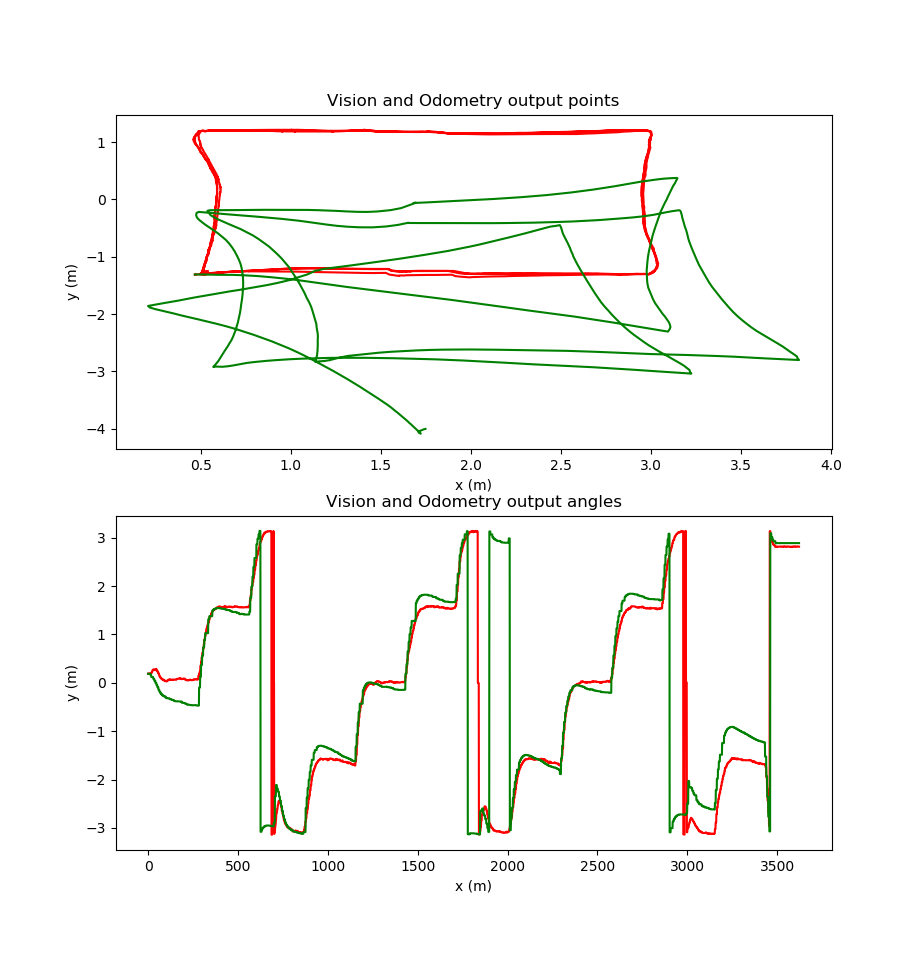 Vision and Odometry output points
1
0
−1
−2
−3
−4
y (m)
0.5 1.0 1.5 2.0 2.5 3.0 3.5 4.0
x (m)
Vision and Odometry output angles
3
2
1
0
−1
−2
−3
y (m)
0 500 1000 1500 2000 2500 3000 3500
x (m)